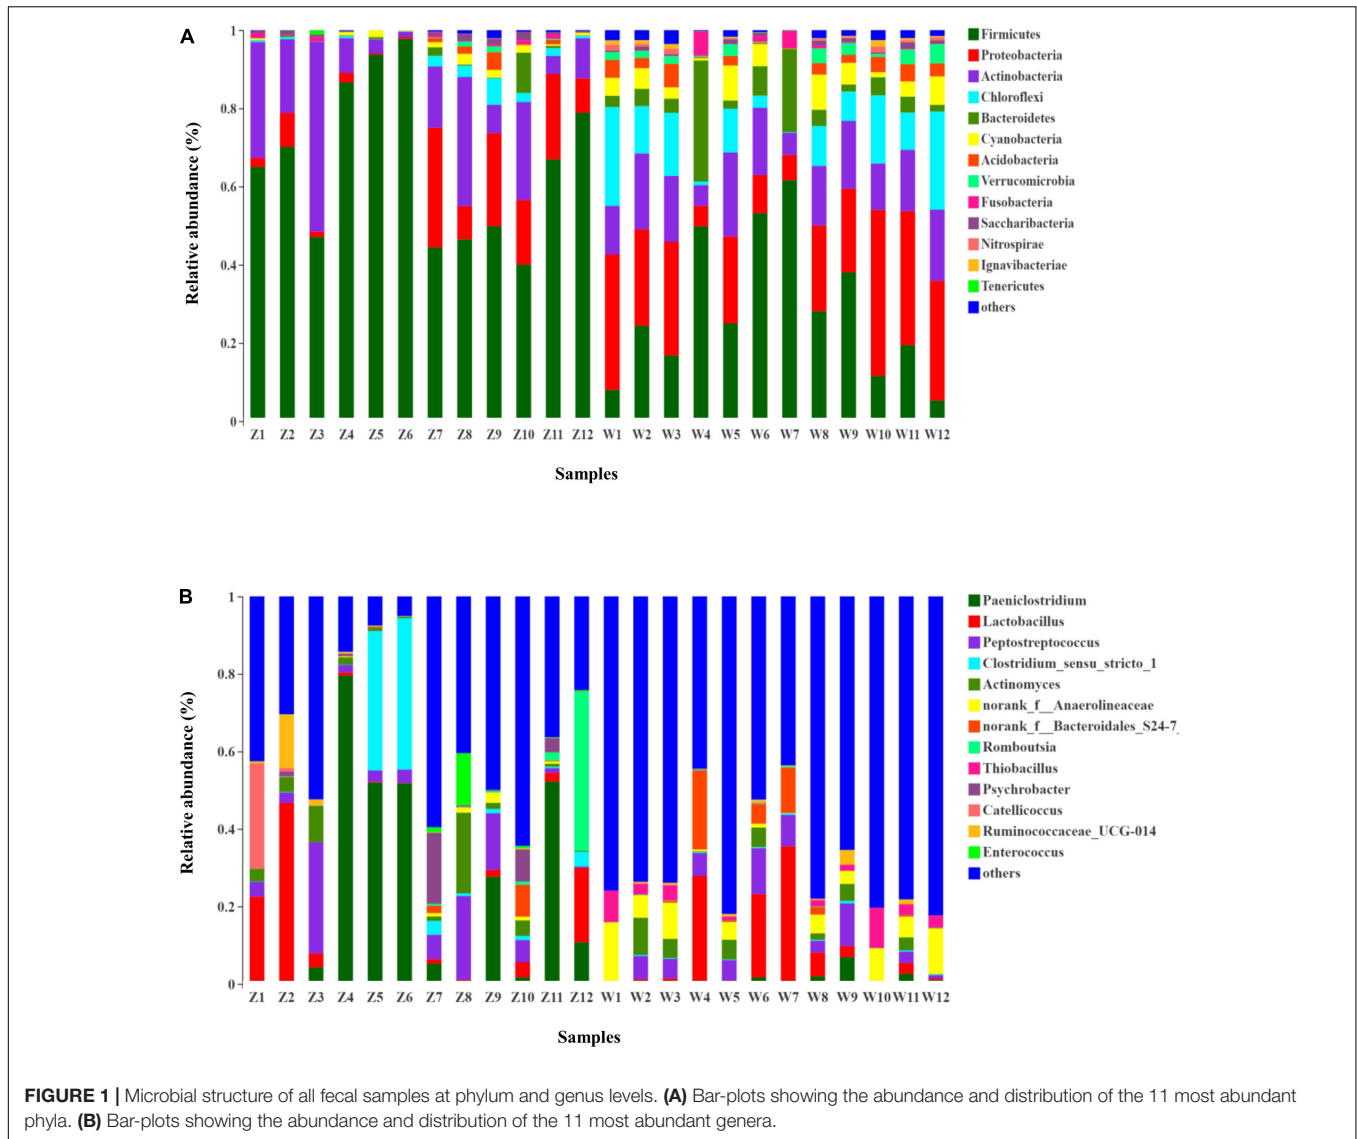 A
Relative abundance (%)
1
0.8
0.6
0.4
0.2
0
Z1 Z2 Z3 Z4 Z5 Z6 Z7 Z8 Z9 Z10 Z11 Z12 W1 W2 W3 W4 W5 W6 W7 W8 W9 W10 W11 W12
Samples
Firmicutes
Proteobacteria
Actinobacteria
Chloroflexi
Bacteroidetes
Cyanobacteria
Acidobacteria
Verrucomicrobia
Fusobacteria
Saccharibacteria
Nitrospirae
Ignavibacteriae
Tenericutes
others
B
Relative abundance (%)
1
0.8
0.6
0.4
0.2
0
Z1 Z2 Z3 Z4 Z5 Z6 Z7 Z8 Z9 Z10 Z11 Z12 W1 W2 W3 W4 W5 W6 W7 W8 W9 W10 W11 W12
Samples
Paeniclostridium
Lactobacillus
Peptostreptococcus
Clostridium_sensu_stricto_1
Actinomyces
norank_f__Anaerolineaceae
norank_f__Bacteroidales_S24-7_
Romboutsia
Thiobacillus
Psychrobacter
Catellicoccus
Ruminococcaceae_UCG-014
Enterococcus
others
FIGURE 1 | Microbial structure of all fecal samples at phylum and genus levels. (A) Bar-plots showing the abundance and distribution of the 11 most abundant
phyla. (B) Bar-plots showing the abundance and distribution of the 11 most abundant genera.